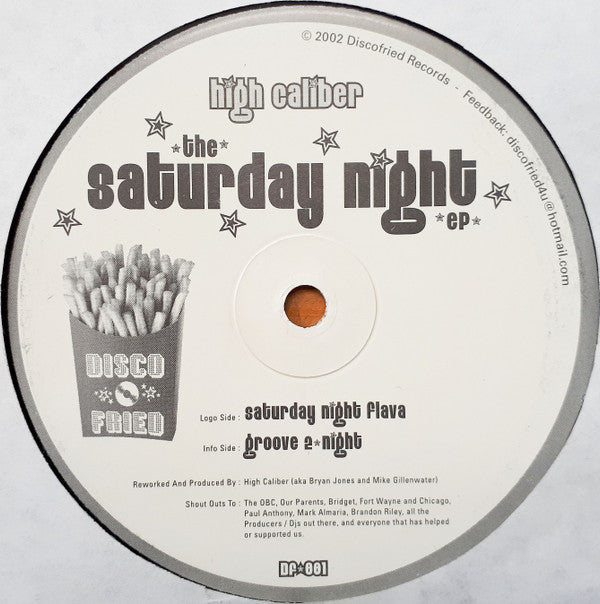 © 2002 Discofried Records - Feedback: discofried4u@hotmail.com
high caliber
the
saturday night
ep
DISCO
FRIED
Logo Side : saturday night flava
Info Side : groove 2 night
Reworked And Produced By : High Caliber (aka Bryan Jones and Mike Gillenwater)
Shout Outs To : The OBC, Our Parents, Bridget, Fort Wayne and Chicago,
Paul Anthony, Mark Almaria, Brandon Riley, all the
Producers / Djs out there, and everyone that has helped
or supported us.
DF★001